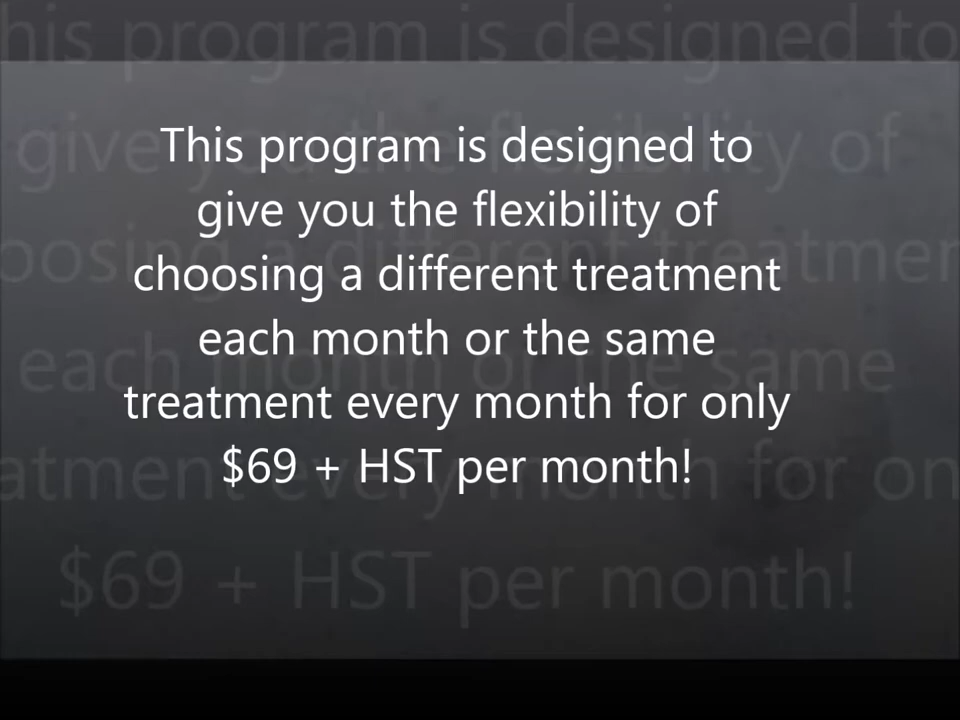 This program is designed to
give you the flexibility of
choosing a different treatment
each month or the same
treatment every month for only
$69 + HST per month!